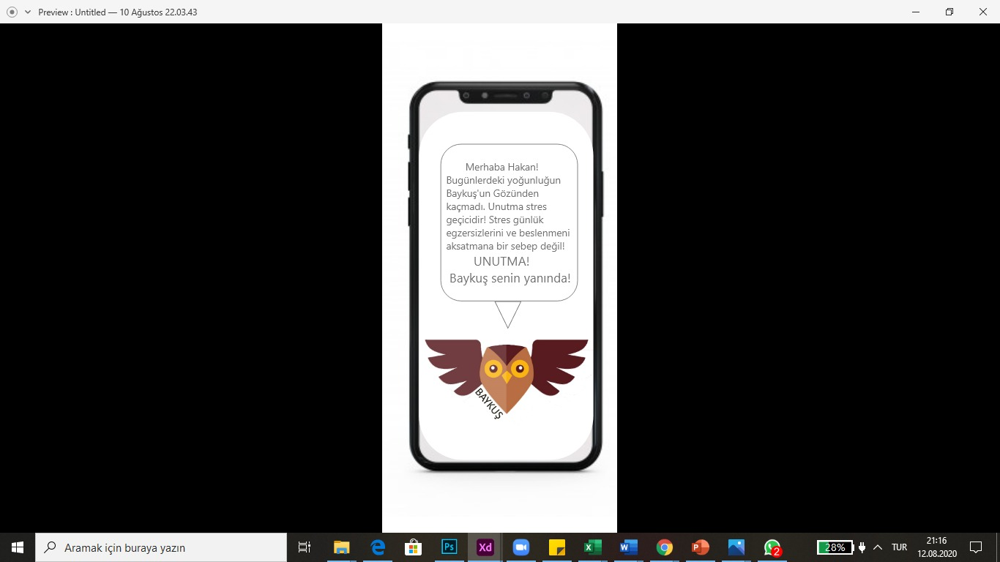 Preview : Untitled — 10 Ağustos 22.03.43
Merhaba Hakan!
Bugünlerdeki yoğunluğun
Baykuş'un Gözünden
kaçmadı. Unutma stres
geçicidir! Stres günlük
egzersizlerini ve beslenmeni
aksatmana bir sebep değil!
UNUTMA!
Baykuş senin yanında!
BAYKUŞ
Aramak için buraya yazın
Ps
Xd
X
W
P
2
28%
TUR
21:16
12.08.2020